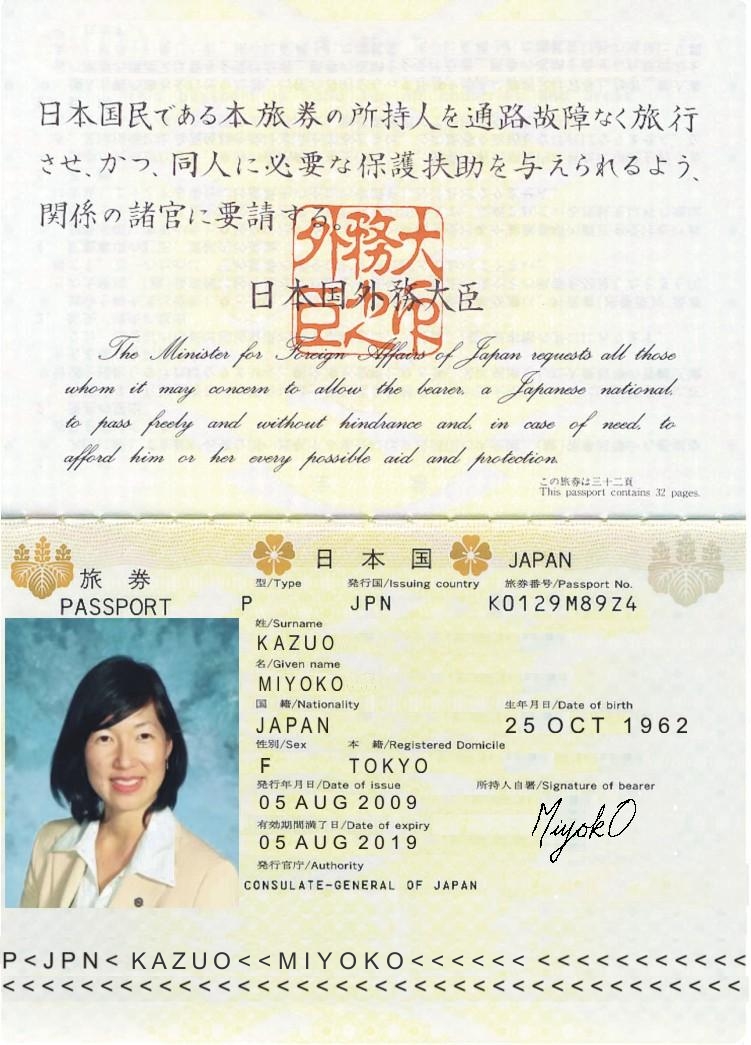 日本国民である本旅券の所持人を通路故障なく旅行
させ、かつ、同人に必要な保護扶助を与えられるよう、
関係の諸官に要請する。
日本国外務大臣
The Minister for Foreign Affairs of Japan requests all those
whom it may concern to allow the bearer, a Japanese national,
to pass freely and without hindrance and, in case of need, to
afford him or her every possible aid and protection.
この旅券は三十二頁
This passport contains 32 pages.
旅券
PASSPORT
日本国 JAPAN
型/Type 発行国/Issuing country 旅券番号/Passport No.
P JPN K0129M89Z4
姓/Surname
KAZUO
名/Given name
MIYOKO
国 籍/Nationality 生年月日/Date of birth
JAPAN 25 OCT 1962
性別/Sex 本 籍/Registered Domicile
F TOKYO
発行年月日/Date of issue 所持人自署/Signature of bearer
05 AUG 2009
MiyokO
有効期間満了日/Date of expiry
05 AUG 2019
発行官庁/Authority
CONSULATE-GENERAL OF JAPAN
P<JPN< KAZUO<<MIYOKO<<<<<< <<<<<<<<<<<
<<<<<<<<<<<<<<<<<<<<<<<<<<<<<<<<<<<<<<